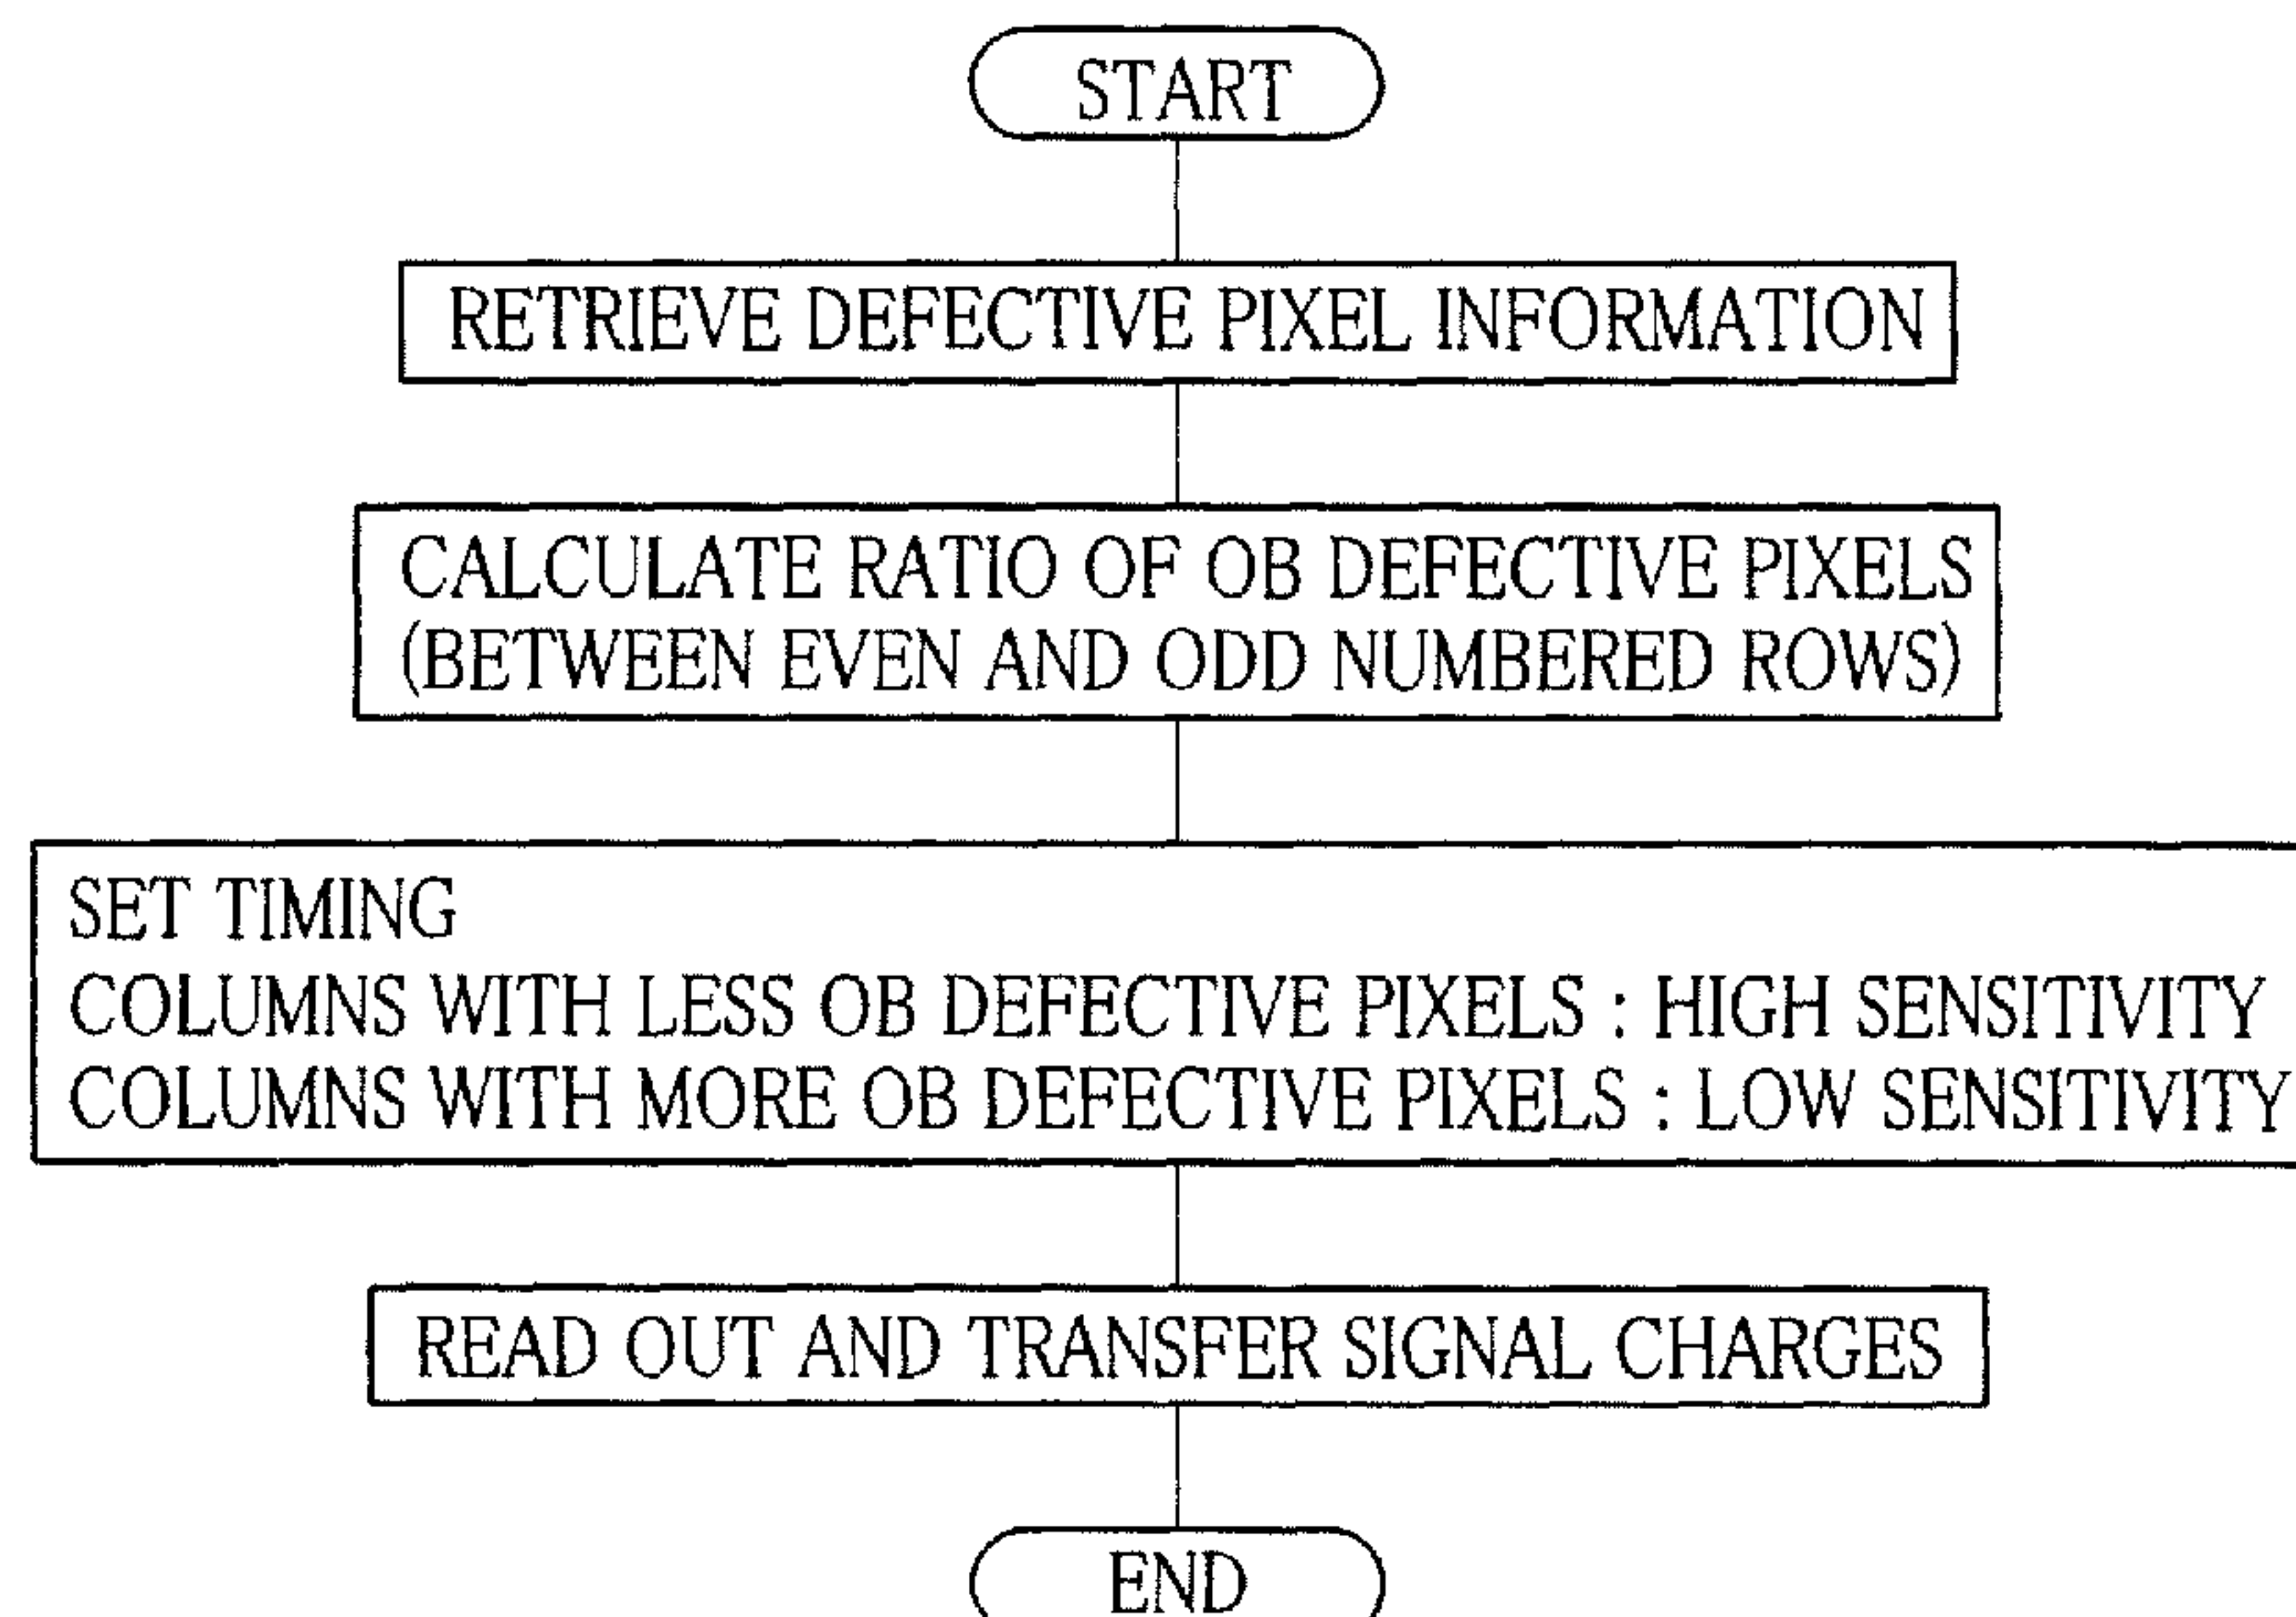 START
RETRIEVE DEFECTIVE PIXEL INFORMATION
CALCULATE RATIO OF OB DEFECTIVE PIXELS
(BETWEEN EVEN AND ODD NUMBERED ROWS)
SET TIMING
COLUMNS WITH LESS OB DEFECTIVE PIXELS : HIGH SENSITIVITY
COLUMNS WITH MORE OB DEFECTIVE PIXELS : LOW SENSITIVITY
READ OUT AND TRANSFER SIGNAL CHARGES
END